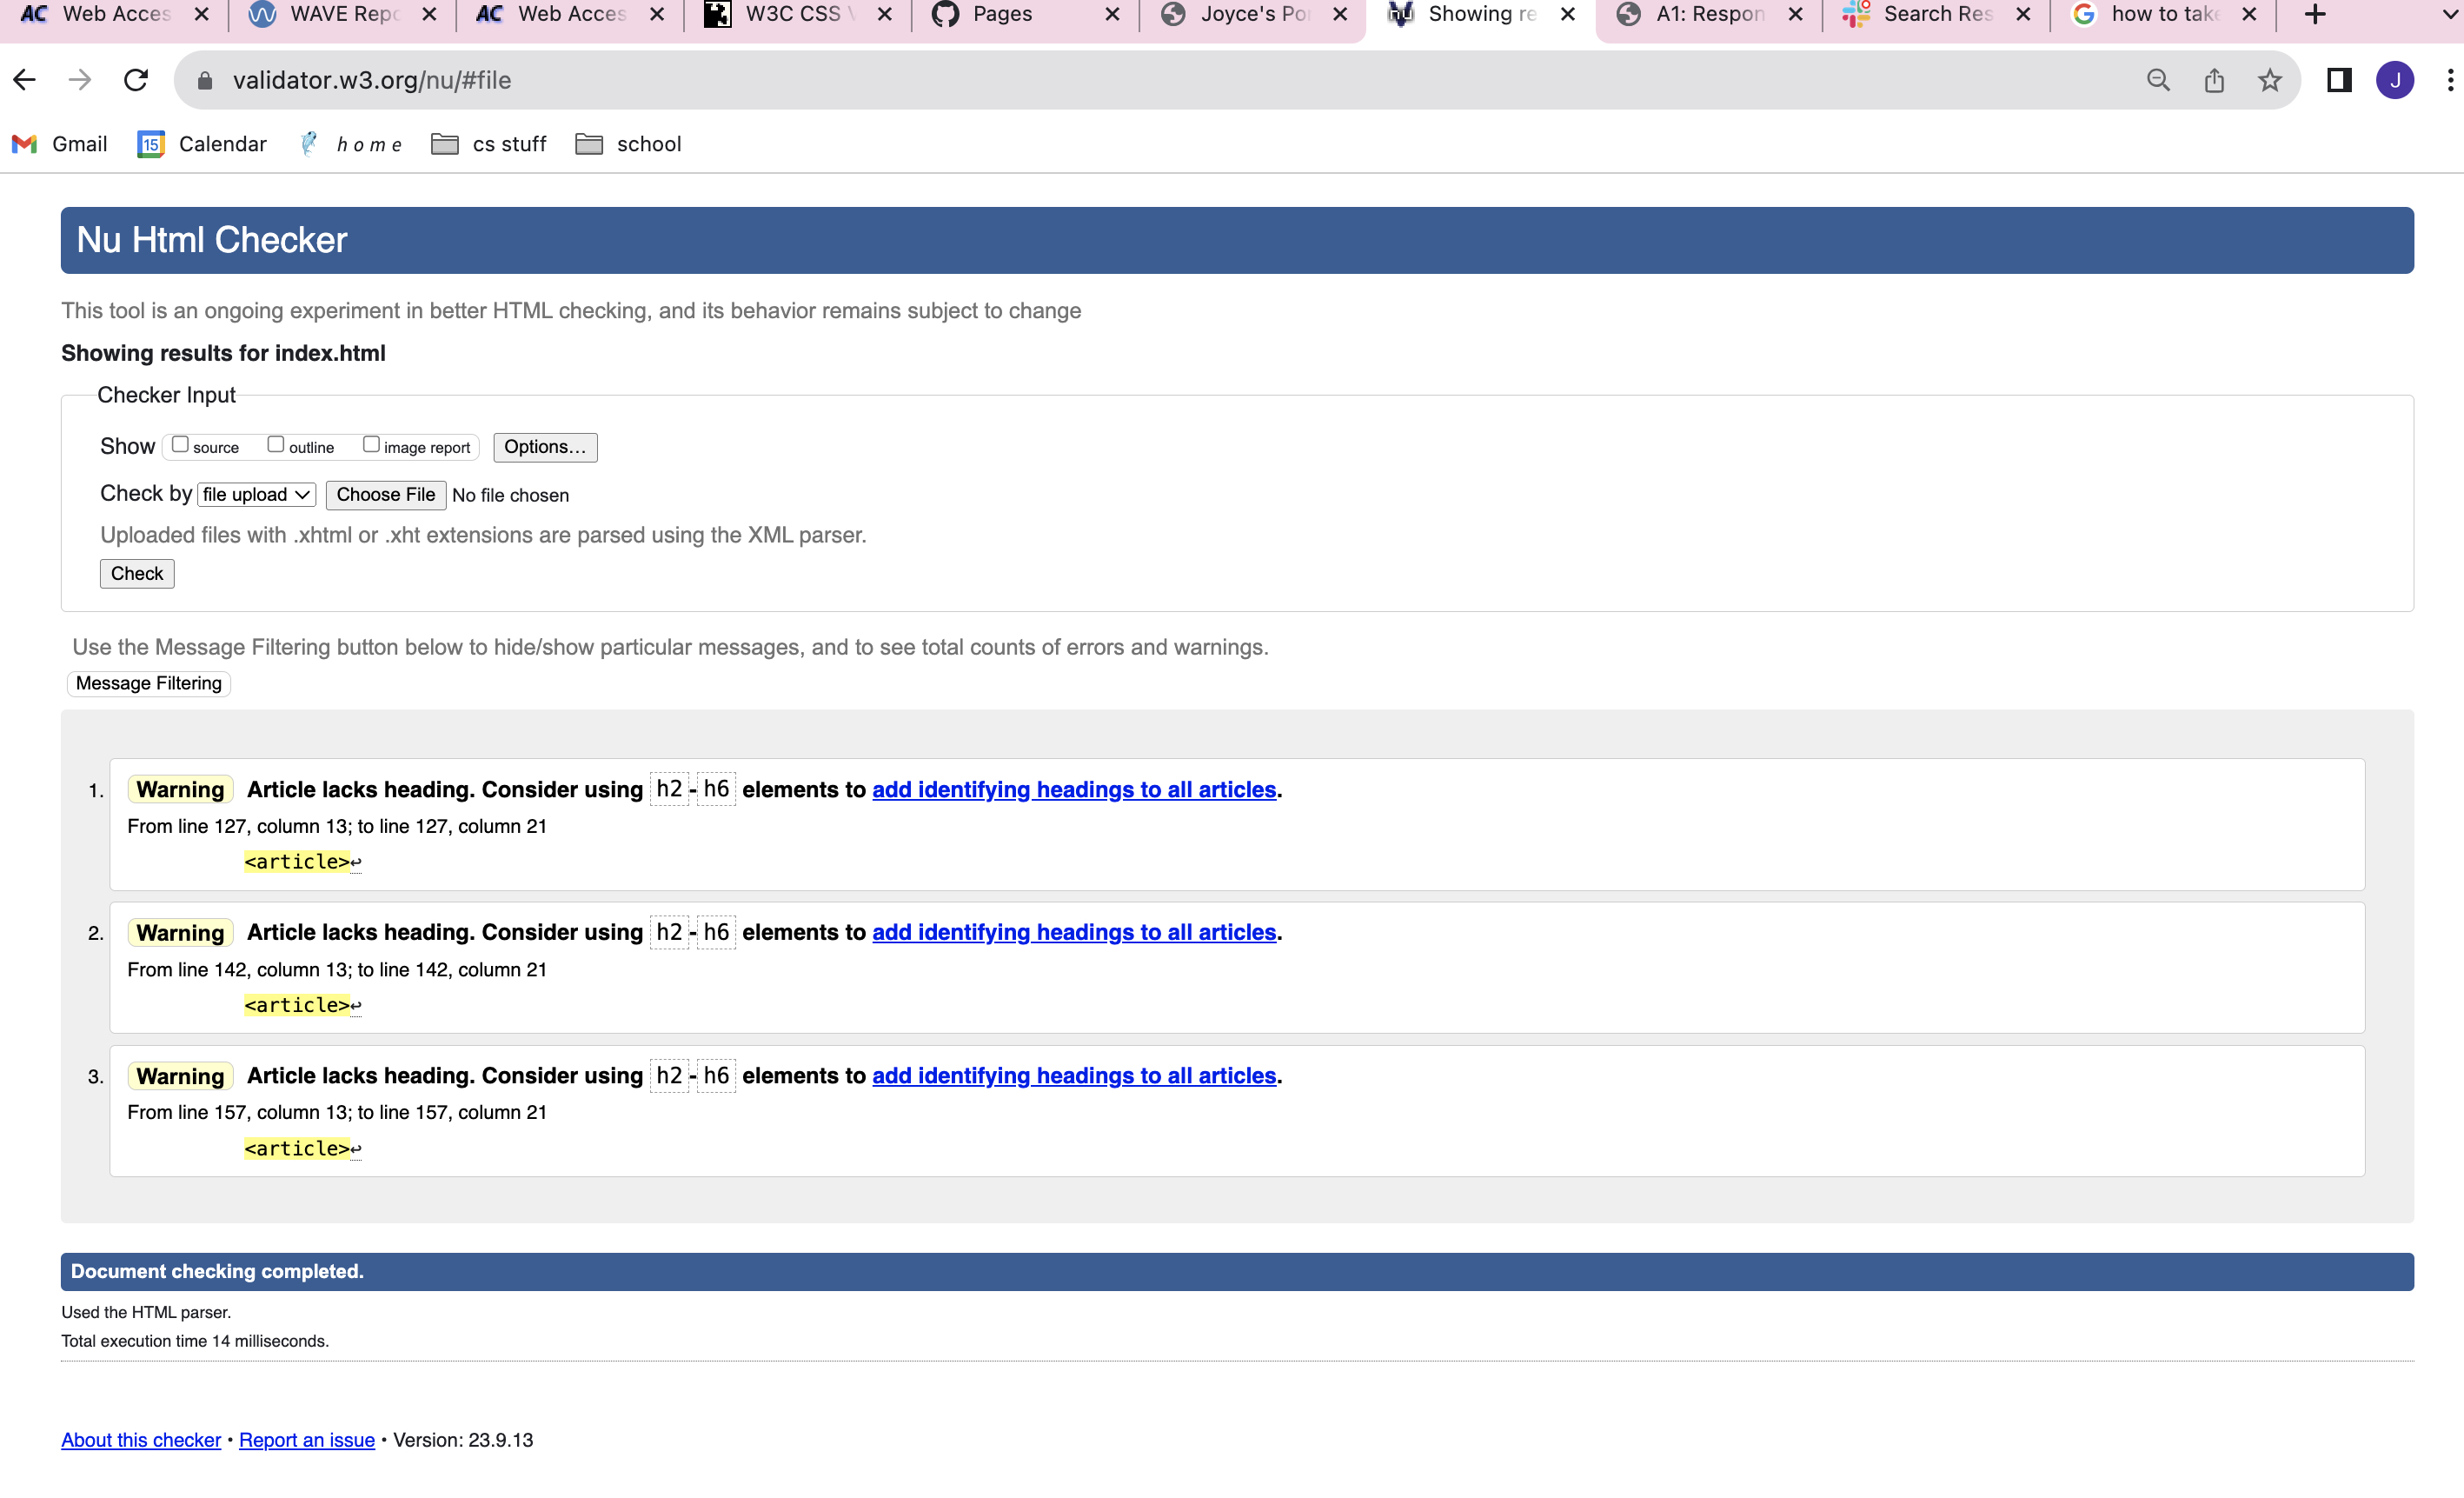 AC Web Acces WAVE Repo AC Web Acces W3C CSS V Pages Joyce's Por nu Showing re A1: Respon Search Res how to take
validator.w3.org/nu/#file J
Gmail 15 Calendar home cs stuff school
Nu Html Checker
This tool is an ongoing experiment in better HTML checking, and its behavior remains subject to change
Showing results for index.html
Checker Input
Show source outline image report Options...
Check by file upload Choose File No file chosen
Uploaded files with .xhtml or .xht extensions are parsed using the XML parser.
Check
Use the Message Filtering button below to hide/show particular messages, and to see total counts of errors and warnings.
Message Filtering
1. Warning Article lacks heading. Consider using h2-h6 elements to add identifying headings to all articles.
From line 127, column 13; to line 127, column 21
<article>↩
2. Warning Article lacks heading. Consider using h2-h6 elements to add identifying headings to all articles.
From line 142, column 13; to line 142, column 21
<article>↩
3. Warning Article lacks heading. Consider using h2-h6 elements to add identifying headings to all articles.
From line 157, column 13; to line 157, column 21
<article>↩
Document checking completed.
Used the HTML parser.
Total execution time 14 milliseconds.
About this checker • Report an issue • Version: 23.9.13